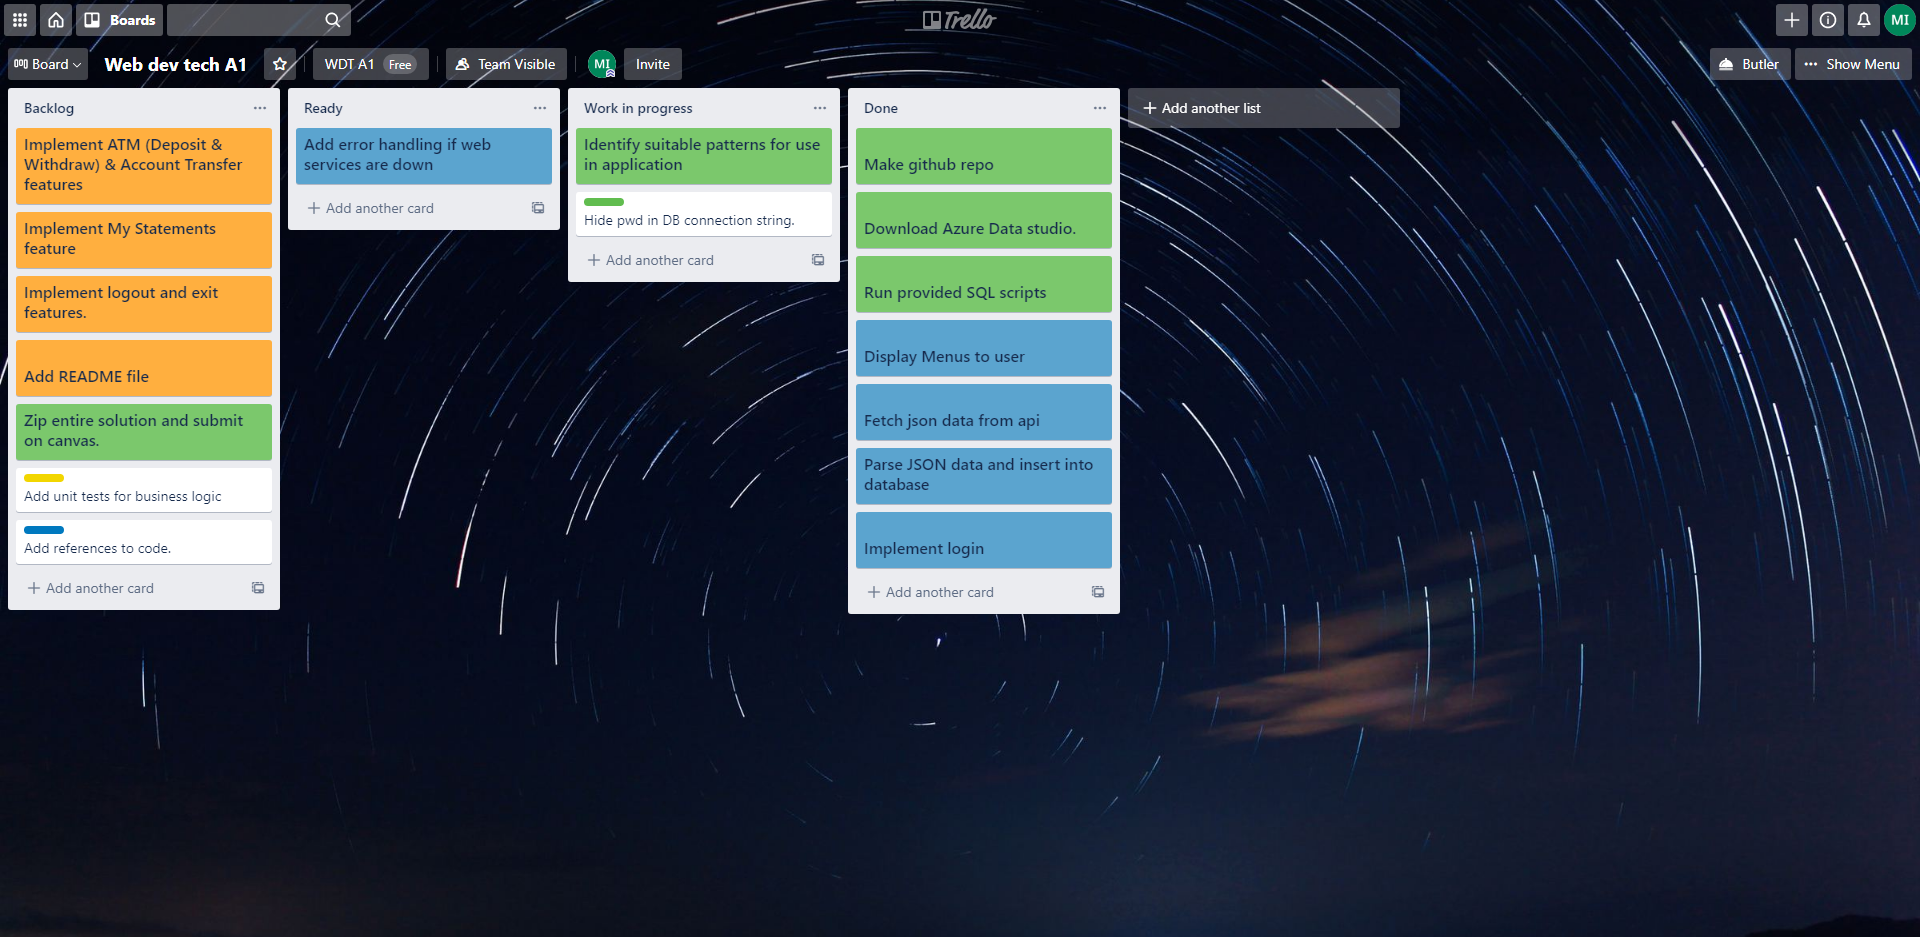 Boards
Trello
Board
Web dev tech A1
WDT A1 Free
Team Visible
MI
Invite
Butler
Show Menu
MI
Backlog
Implement ATM (Deposit &
Withdraw) & Account Transfer
features
Implement My Statements
feature
Implement logout and exit
features.
Add README file
Zip entire solution and submit
on canvas.
Add unit tests for business logic
Add references to code.
Add another card
Ready
Add error handling if web
services are down
Add another card
Work in progress
Identify suitable patterns for use
in application
Hide pwd in DB connection string.
Add another card
Done
Make github repo
Download Azure Data studio.
Run provided SQL scripts
Display Menus to user
Fetch json data from api
Parse JSON data and insert into
database
Implement login
Add another card
Add another list